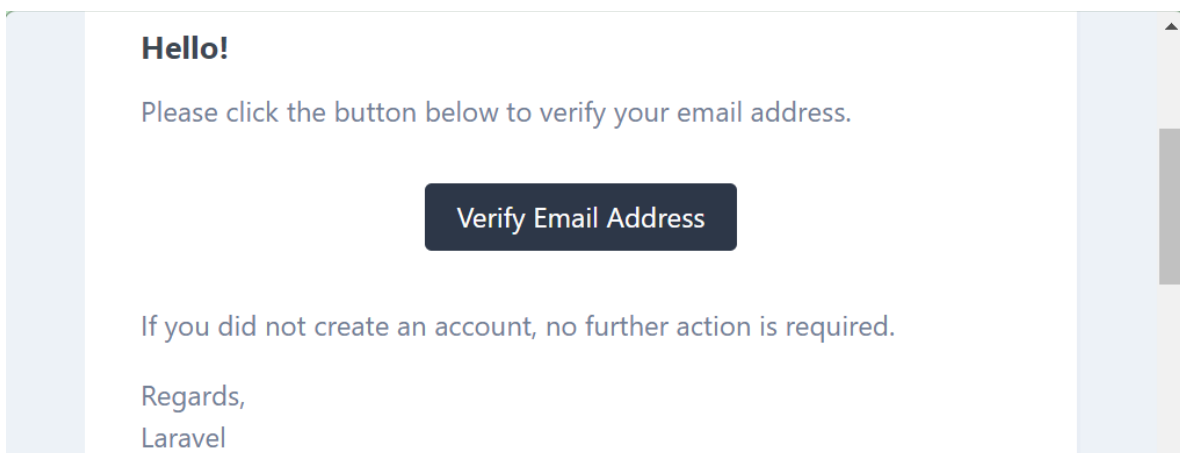 Hello!
Please click the button below to verify your email address.
Verify Email Address
If you did not create an account, no further action is required.
Regards,
Laravel